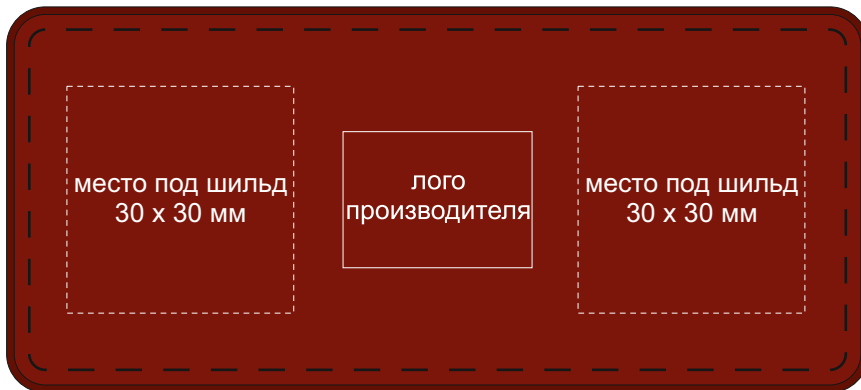 место под шильд
30 х 30 мм
лого
производителя
место под шильд
30 х 30 мм